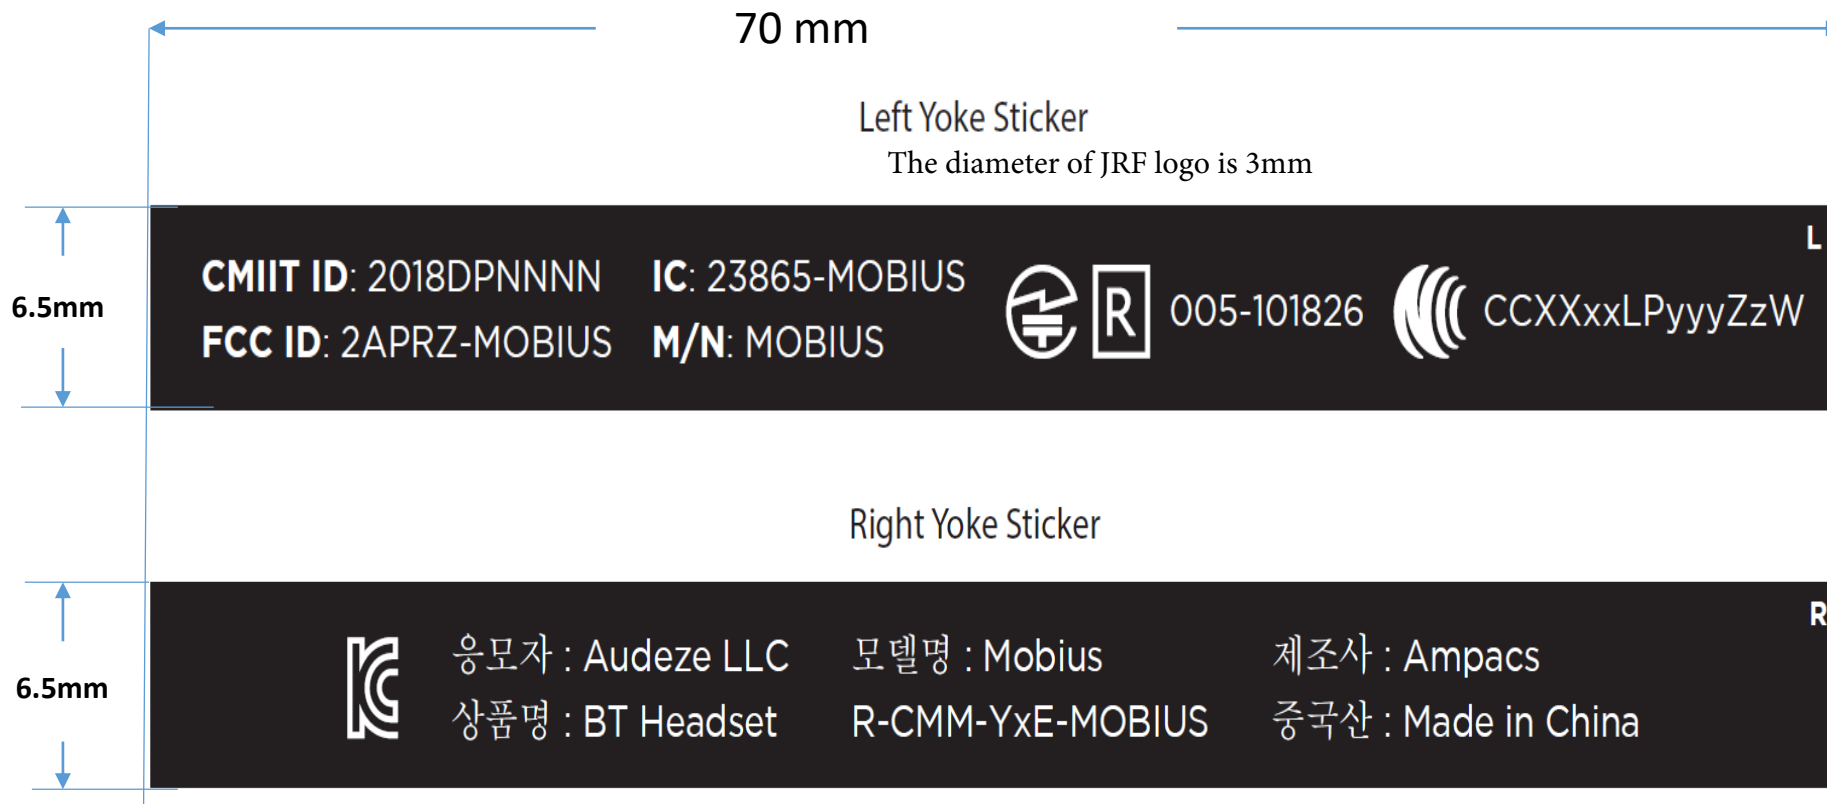 70 mm
Left Yoke Sticker
The diameter of JRF logo is 3mm
L
6.5mm
CMIIT ID: 2018DPNNNN IC: 23865-MOBIUS
FCC ID: 2APRZ-MOBIUS M/N: MOBIUS
R 005-101826 CCXXxxLPyyyZzW
Right Yoke Sticker
R
6.5mm
응모자 : Audeze LLC 모델명 : Mobius 제조사 : Ampacs
상품명 : BT Headset R-CMM-YxE-MOBIUS 중국산 : Made in China